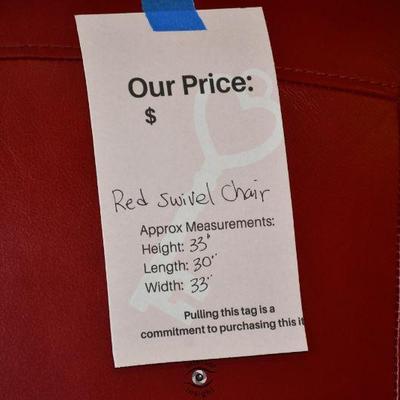 Our Price:
$
Red Swivel Chair
Approx Measurements:
Height: 33"
Length: 30"
Width: 33"
Pulling this tag is a
commitment to purchasing this it